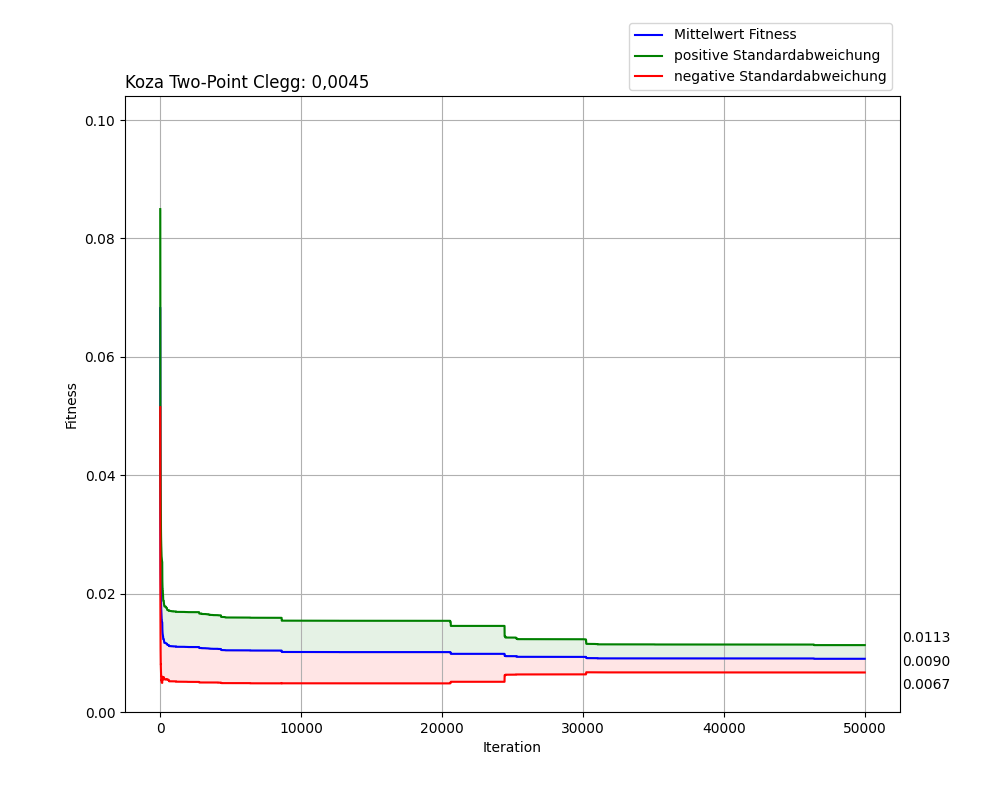 Mittelwert Fitness
positive Standardabweichung
negative Standardabweichung
Koza Two-Point Clegg: 0,0045
0.10
0.08
0.06
0.04
0.02
0.00
Fitness
0.0113
0.0090
0.0067
0 10000 20000 30000 40000 50000
Iteration